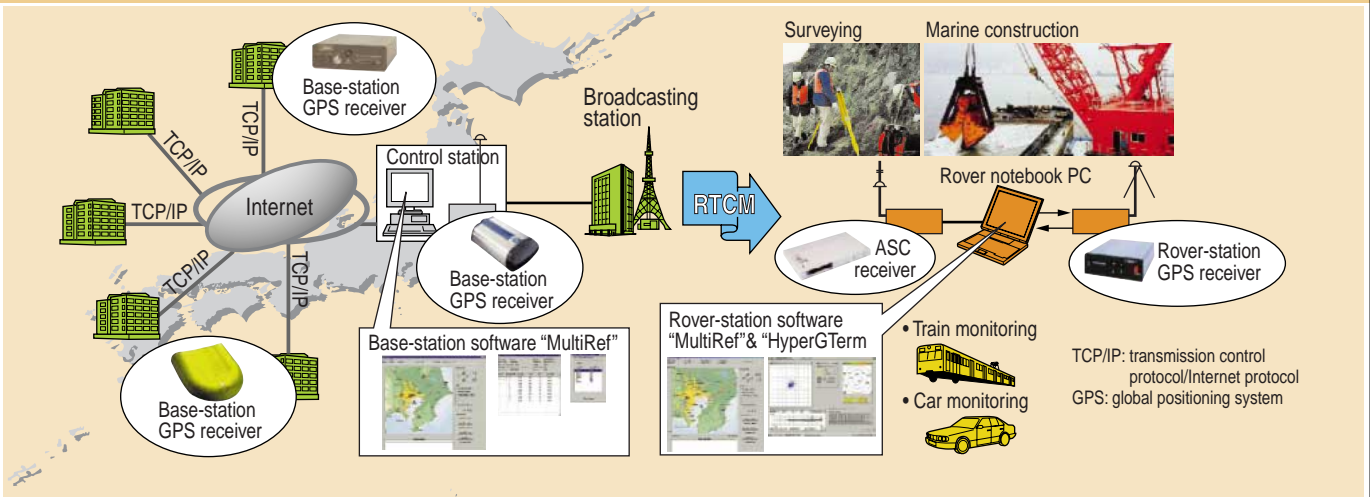 Base-station
GPS receiver
TCP/IP
TCP/IP
TCP/IP
TCP/IP
TCP/IP
Internet
Control station
Base-station
GPS receiver
Base-station
GPS receiver
Base-station software “MultiRef”
Broadcasting
station
RTCM
Surveying
Marine construction
Rover notebook PC
ASC
receiver
Rover-station
GPS receiver
Rover-station software
“MultiRef”& “HyperGTerm
• Train monitoring
• Car monitoring
TCP/IP: transmission control
protocol/Internet protocol
GPS: global positioning system